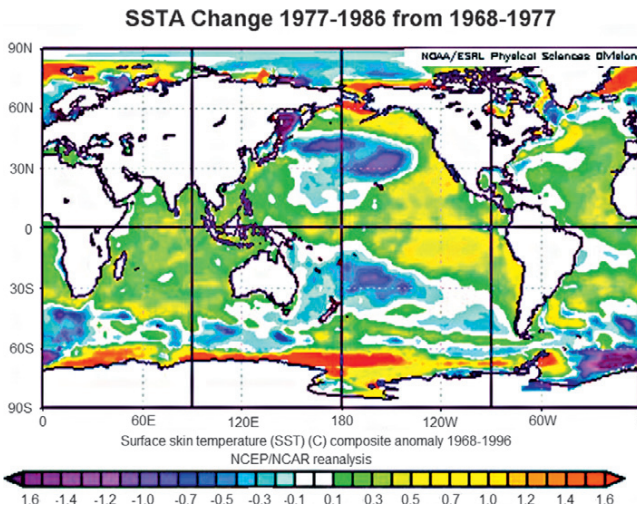 SSTA Change 1977-1986 from 1968-1977
NOAA/ESRL Physical Sciences Division
90N
60N
30N
0
30S
60S
90S
0 60E 120E 180 120W 60W
Surface skin temperature (SST) (C) composite anomaly 1968-1996
NCEP/NCAR reanalysis
1.6 -1.4 -1.2 -1.0 -0.7 -0.5 -0.3 -0.1 0.1 0.3 0.5 0.7 1.0 1.2 1.4 1.6